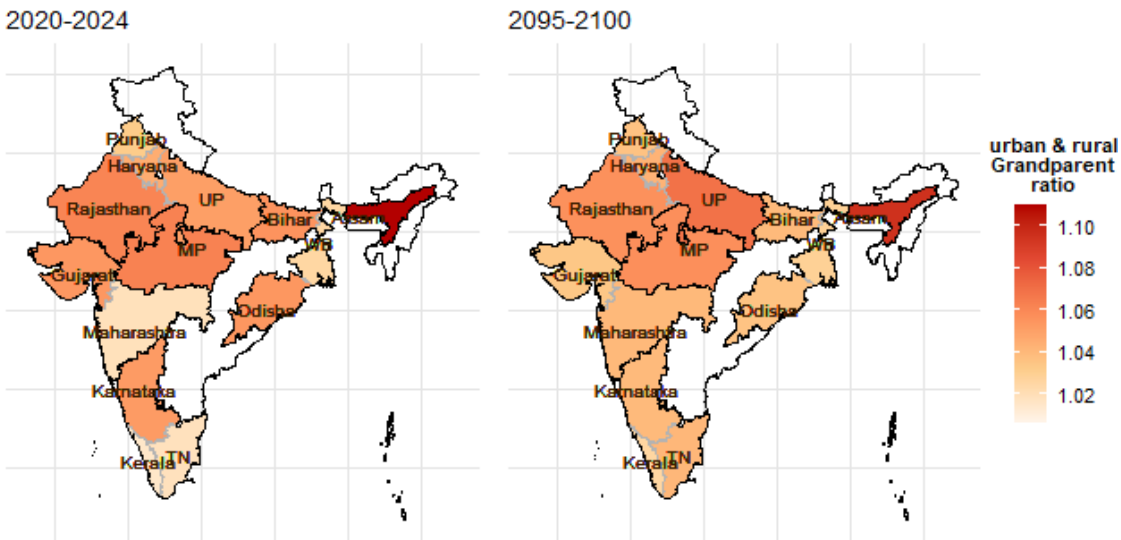 2020-2024
2095-2100
Punjab
Haryana
Rajasthan
UP
Bihar
Assam
MP
WB
Gujarat
Odisha
Maharashtra
Karnataka
Kerala
TN
Punjab
Haryana
Rajasthan
UP
Bihar
Assam
MP
WB
Gujarat
Odisha
Maharashtra
Karnataka
Kerala
TN
urban & rural
Grandparent
ratio
1.10
1.08
1.06
1.04
1.02